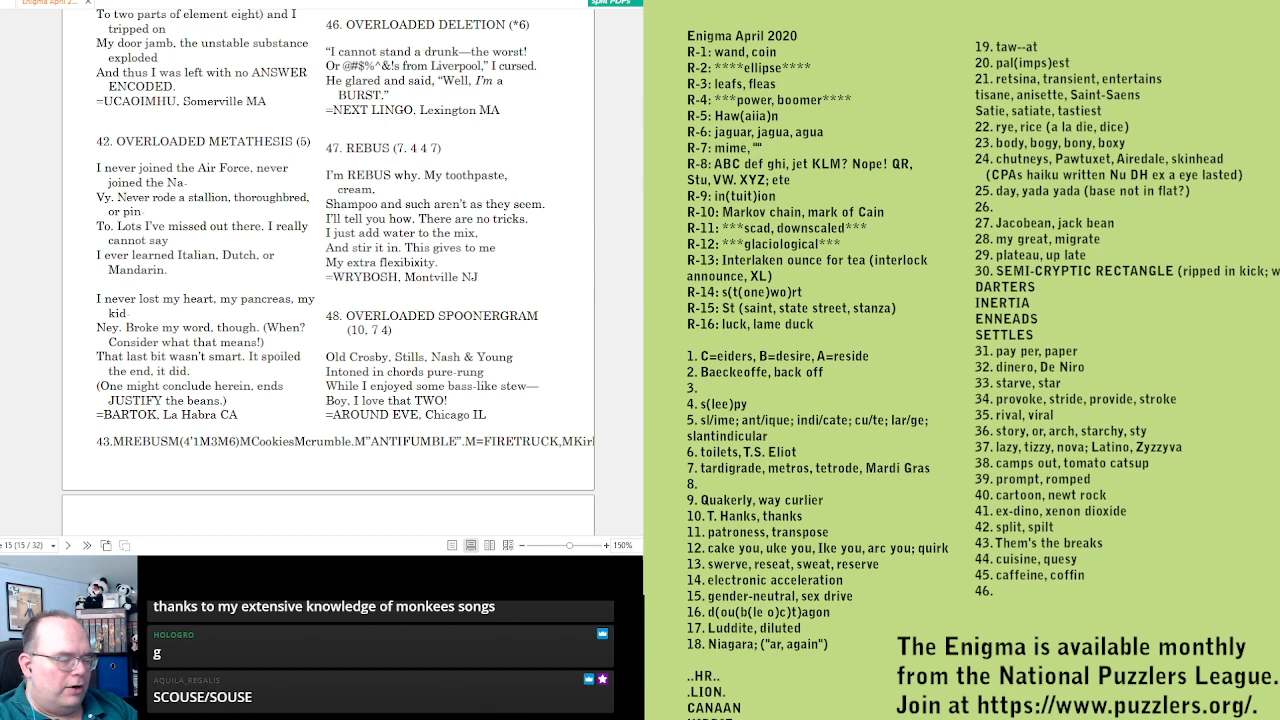 Enigma April 2...
To two parts of element eight) and I
tripped on
My door jamb, the unstable substance
exploded
And thus I was left with no ANSWER
ENCODED.
=UCAOIMHU, Somerville MA
42. OVERLOADED METATHESIS (5)
I never joined the Air Force, never
joined the Na-
Vy. Never rode a stallion, thoroughbred,
or pin-
To. Lots I've missed out there. I really
cannot say
I ever learned Italian, Dutch, or
Mandarin.
I never lost my heart, my pancreas, my
kid-
Ney. Broke my word, though. (When?
Consider what that means!)
That last bit wasn't smart. It spoiled
the end, it did.
(One might conclude herein, ends
JUSTIFY the beans.)
=BARTOK, La Habra CA
46. OVERLOADED DELETION (*6)
“I cannot stand a drunk—the worst!
Or @#$%^&!s from Liverpool,” I cursed.
He glared and said, “Well, I'm a
BURST.”
=NEXT LINGO, Lexington MA
47. REBUS (7, 4 4 7)
I'm REBUS why. My toothpaste,
cream,
Shampoo and such aren't as they seem.
I'll tell you how. There are no tricks.
I just add water to the mix,
And stir it in. This gives to me
My extra flexibixity.
=WRYBOSH, Montville NJ
48. OVERLOADED SPOONERGRAM
(10, 7 4)
Old Crosby, Stills, Nash & Young
Intoned in chords pure-rung
While I enjoyed some bass-like stew—
Boy, I love that TWO!
=AROUND EVE, Chicago IL
43.MREBUSM(4'1M3M6)MCookiesMcrumble.M”ANTIFUMBLE”.M=FIRETRUCK,MKirl
15 (15 / 32)
150%
thanks to my extensive knowledge of monkees songs
HOLOGRO
g
AQUILA_REGALIS
SCOUSE/SOUSE
Enigma April 2020
R-1: wand, coin
R-2: ****ellipse****
R-3: leafs, fleas
R-4: ***power, boomer****
R-5: Haw(aiia)n
R-6: jaguar, jagua, agua
R-7: mime, ""
R-8: ABC def ghi, jet KLM? Nope! QR,
Stu, VW. XYZ; ete
R-9: in(tuit)ion
R-10: Markov chain, mark of Cain
R-11: ***scad, downscaled***
R-12: ***glaciological***
R-13: Interlaken ounce for tea (interlock
announce, XL)
R-14: s(t(one)wo)rt
R-15: St (saint, state street, stanza)
R-16: luck, lame duck
1. C=eiders, B=desire, A=reside
2. Baeckeoffe, back off
3.
4. s(lee)py
5. sl/ime; ant/ique; indi/cate; cu/te; lar/ge;
slantindicular
6. toilets, T.S. Eliot
7. tardigrade, metros, tetrode, Mardi Gras
8.
9. Quakerly, way curlier
10. T. Hanks, thanks
11. patroness, transpose
12. cake you, uke you, Ike you, arc you; quirk
13. swerve, reseat, sweat, reserve
14. electronic acceleration
15. gender-neutral, sex drive
16. d(ou(b(le o)c)t)agon
17. Luddite, diluted
18. Niagara; ("ar, again")
..HR..
.LION.
CANAAN
19. taw--at
20. pal(imps)est
21. retsina, transient, entertains
tisane, anisette, Saint-Saens
Satie, satiate, tastiest
22. rye, rice (a la die, dice)
23. body, bogy, bony, boxy
24. chutneys, Pawtuxet, Airedale, skinhead
(CPAs haiku written Nu DH ex a eye lasted)
25. day, yada yada (base not in flat?)
26.
27. Jacobean, jack bean
28. my great, migrate
29. plateau, up late
30. SEMI-CRYPTIC RECTANGLE (ripped in kick; w
DARTERS
INERTIA
ENNEADS
SETTLES
31. pay per, paper
32. dinero, De Niro
33. starve, star
34. provoke, stride, provide, stroke
35. rival, viral
36. story, or, arch, starchy, sty
37. lazy, tizzy, nova; Latino, Zyzzyva
38. camps out, tomato catsup
39. prompt, romped
40. cartoon, newt rock
41. ex-dino, xenon dioxide
42. split, spilt
43. Them's the breaks
44. cuisine, quesy
45. caffeine, coffin
46.
The Enigma is available monthly
from the National Puzzlers League.
Join at https://www.puzzlers.org/.